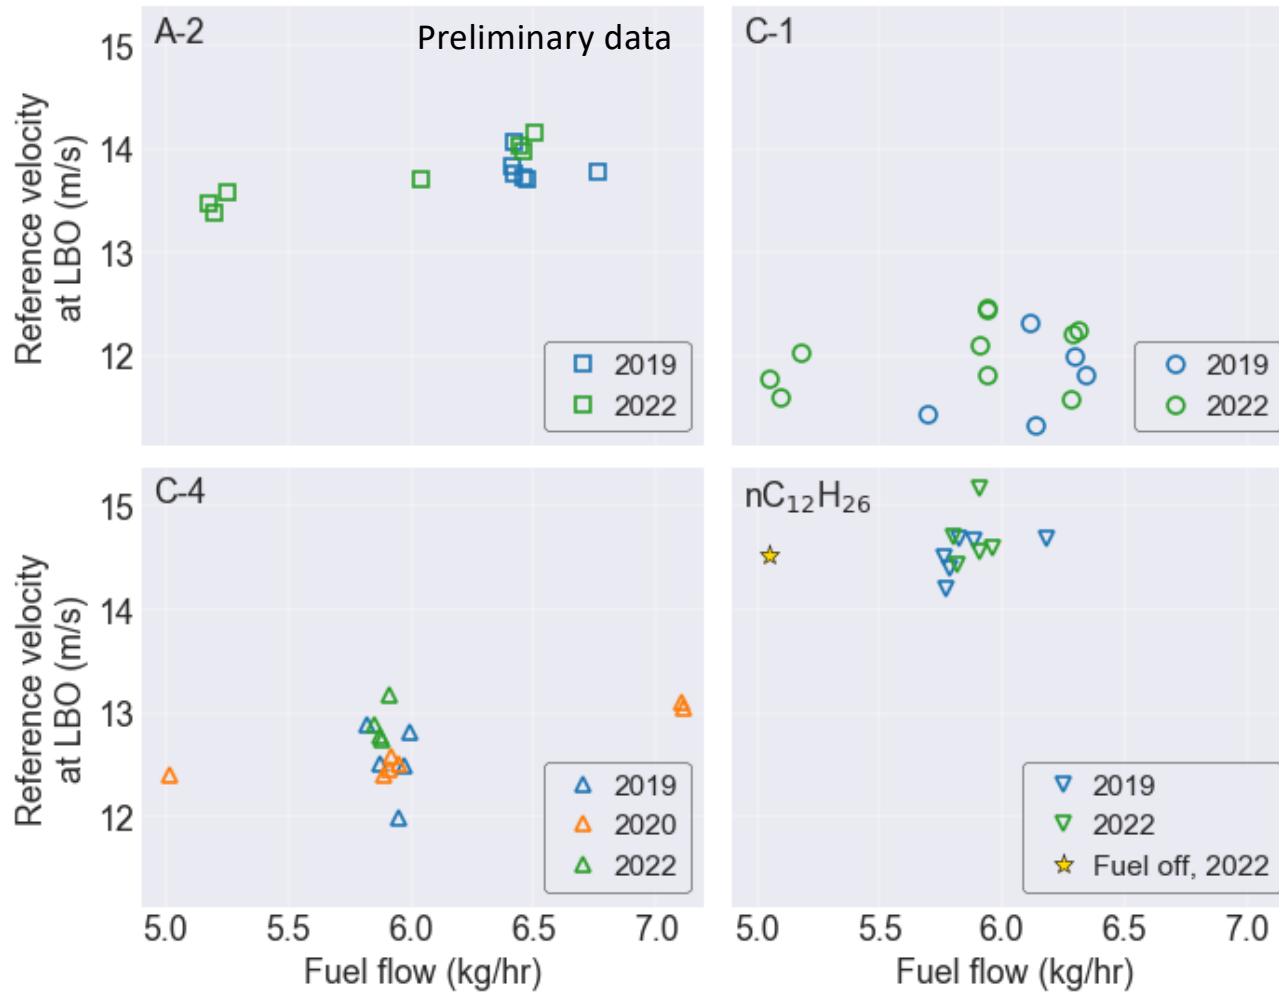 A-2
Preliminary data
C-1
15
14
13
12
Reference velocity
at LBO (m/s)
2019
2022
2019
2022
C-4
nC₁₂H₂₆
15
14
13
12
Reference velocity
at LBO (m/s)
2019
2020
2022
2019
2022
Fuel off, 2022
5.0 5.5 6.0 6.5 7.0
5.0 5.5 6.0 6.5 7.0
Fuel flow (kg/hr)
Fuel flow (kg/hr)